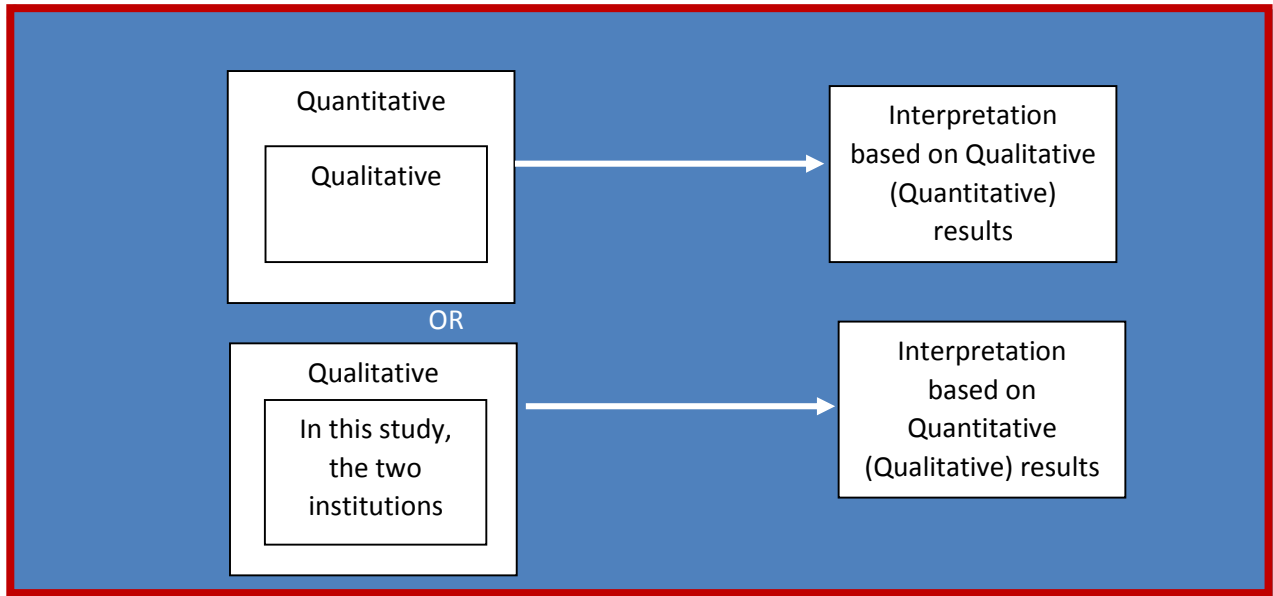 Quantitative
Qualitative
Interpretation
based on Qualitative
(Quantitative)
results
OR
Qualitative
In this study,
the two
institutions
Interpretation
based on
Quantitative
(Qualitative) results